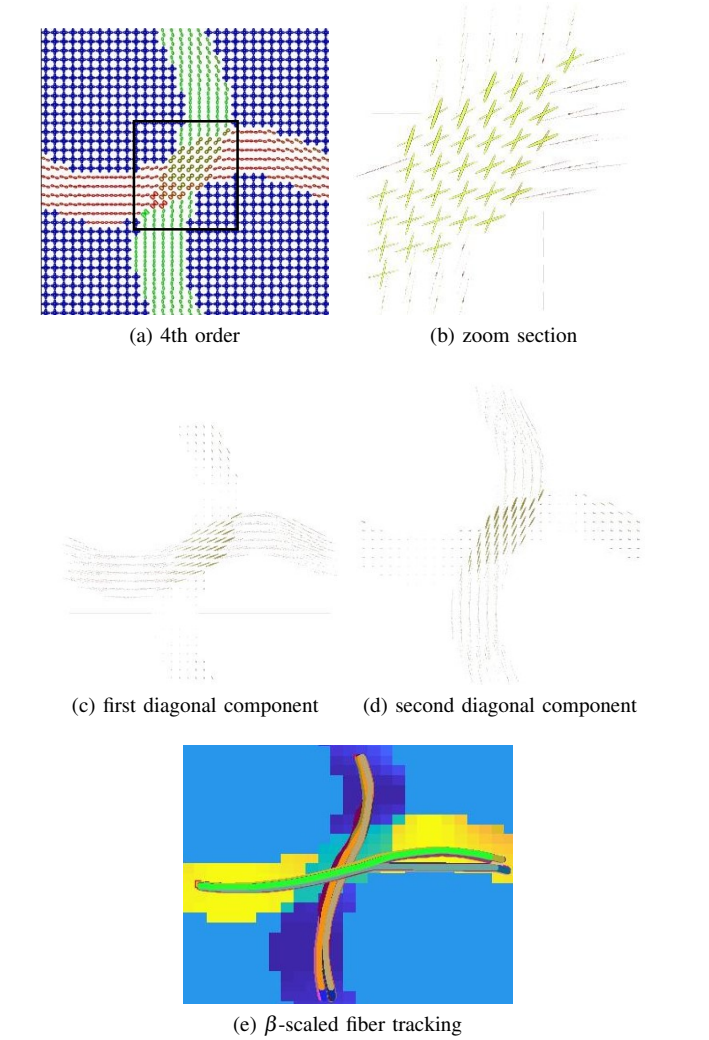 (a) 4th order
(b) zoom section
(c) first diagonal component
(d) second diagonal component
(e) β-scaled fiber tracking